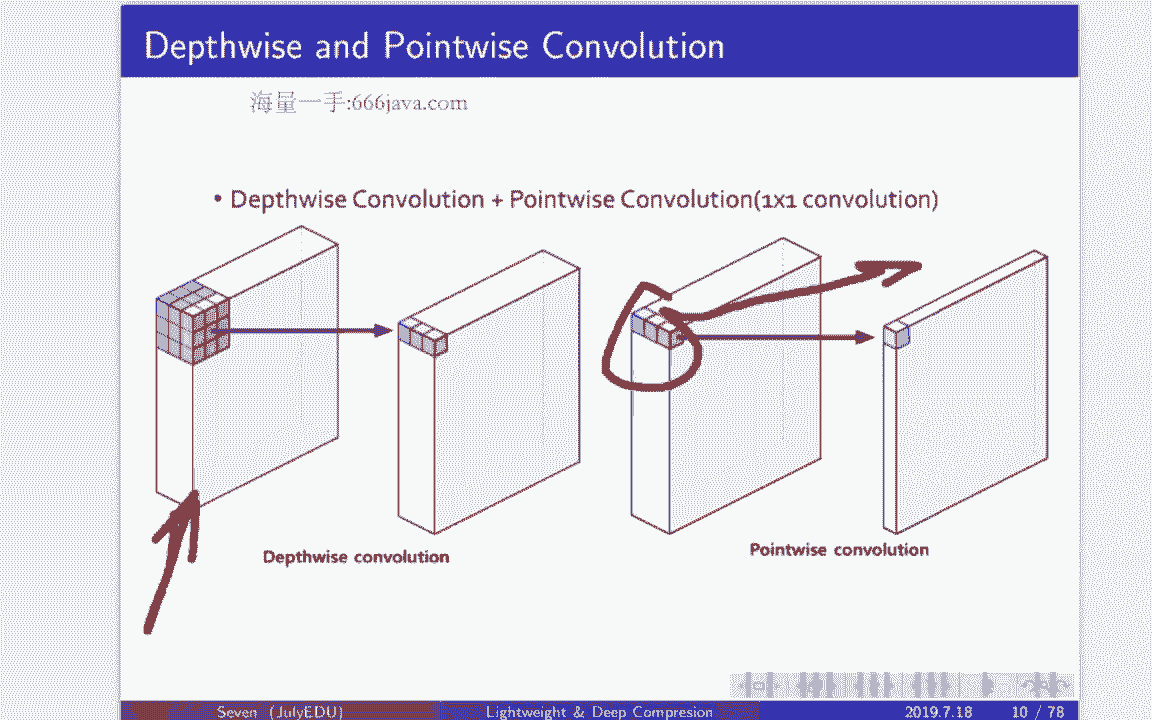 Depthwise and Pointwise Convolution
海量一手:666java.com
• Depthwise Convolution + Pointwise Convolution(1x1 convolution)
Depthwise convolution
Pointwise convolution
Seven (JulyEDU)
Lightweight & Deep Compresion
2019.7.18
10 / 78